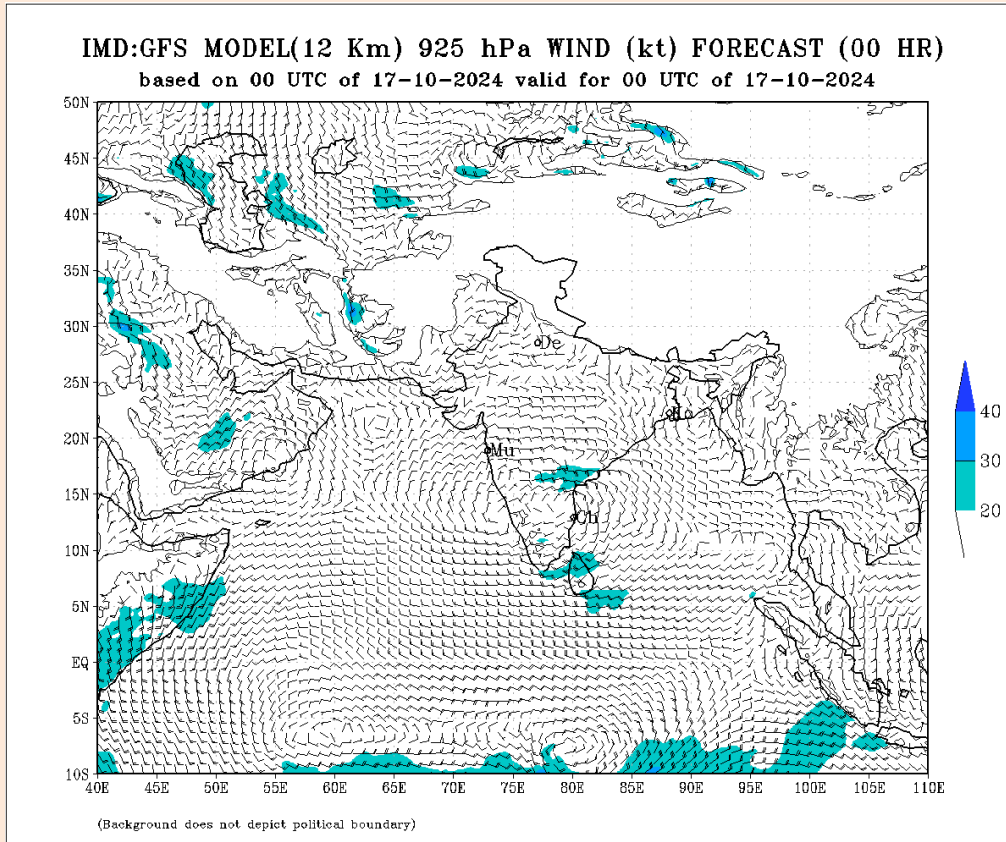 IMD:GFS MODEL(12 Km) 925 hPa WIND (kt) FORECAST (00 HR)
based on 00 UTC of 17-10-2024 valid for 00 UTC of 17-10-2024
50N
45N
40N
35N
30N
25N
20N
15N
10N
5N
EQ
5S
10S
De
Ko
Mu
Ch
40
30
20
40E 45E 50E 55E 60E 65E 70E 75E 80E 85E 90E 95E 100E 105E 110E
(Background does not depict political boundary)